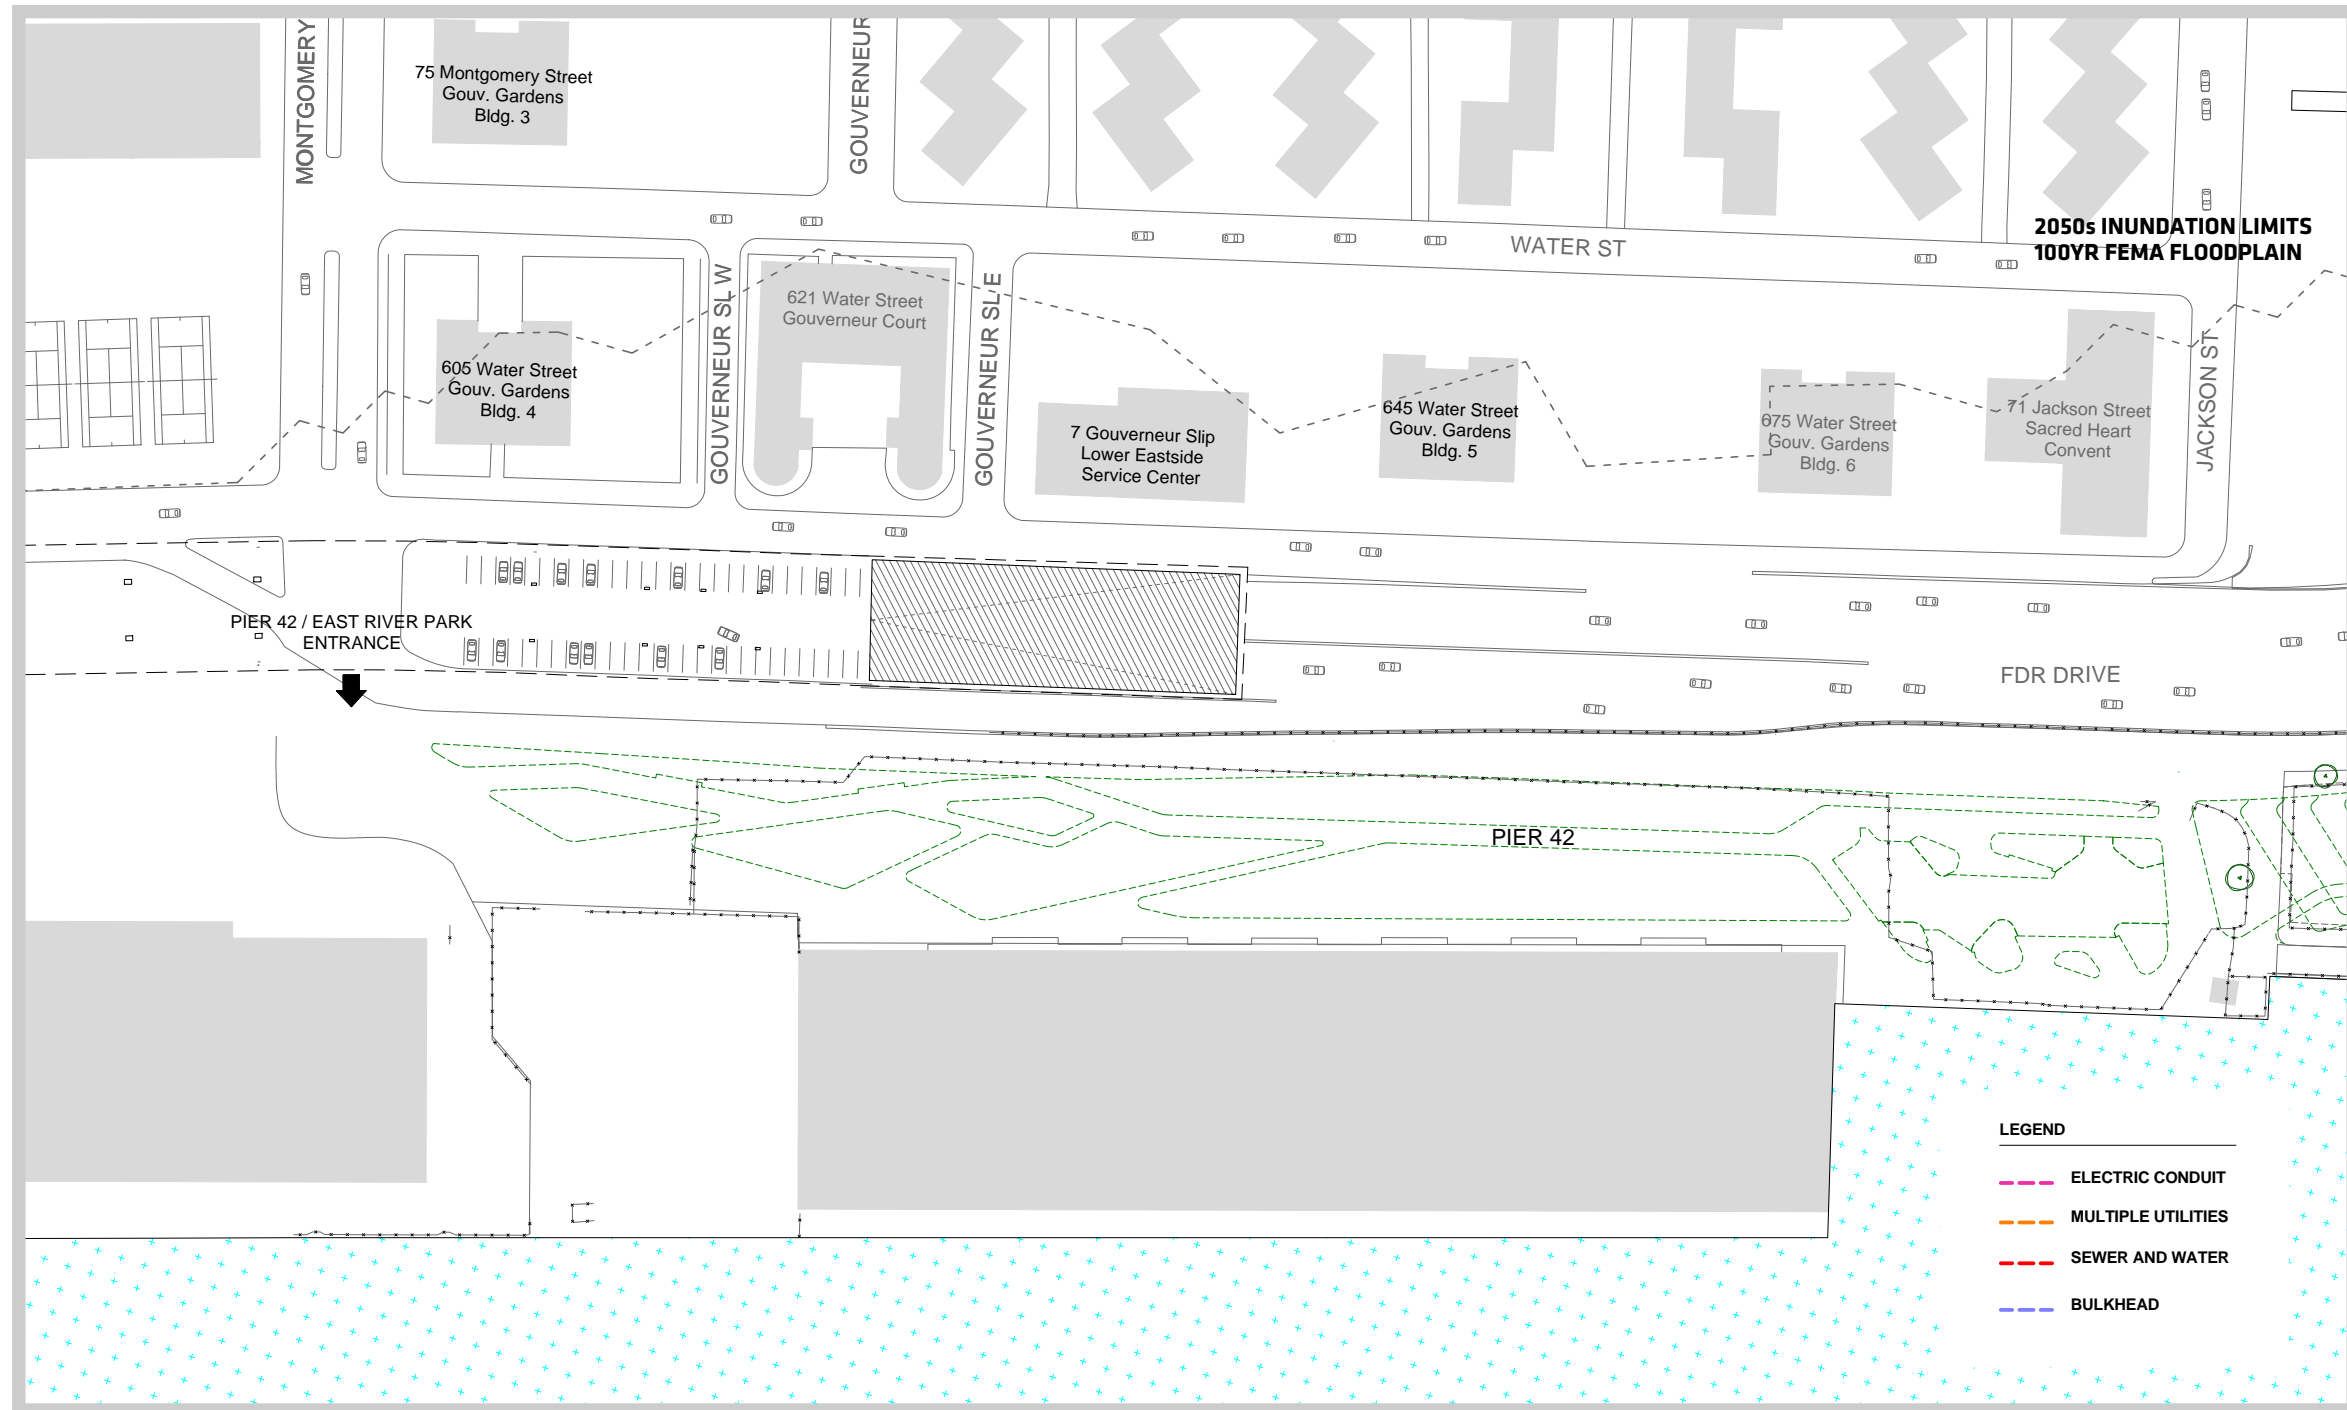 MONTGOMERY
GOUVERNEUR
75 Montgomery Street
Gouv. Gardens
Bldg. 3
2050s INUNDATION LIMITS
100YR FEMA FLOODPLAIN
WATER ST
GOUVERNEUR SL W
621 Water Street
Gouverneur Court
GOUVERNEUR SL E
605 Water Street
Gouv. Gardens
Bldg. 4
7 Gouverneur Slip
Lower Eastside
Service Center
645 Water Street
Gouv. Gardens
Bldg. 5
675 Water Street
Gouv. Gardens
Bldg. 6
71 Jackson Street
Sacred Heart
Convent
JACKSON ST
PIER 42 / EAST RIVER PARK
ENTRANCE
FDR DRIVE
PIER 42
LEGEND
ELECTRIC CONDUIT
MULTIPLE UTILITIES
SEWER AND WATER
BULKHEAD